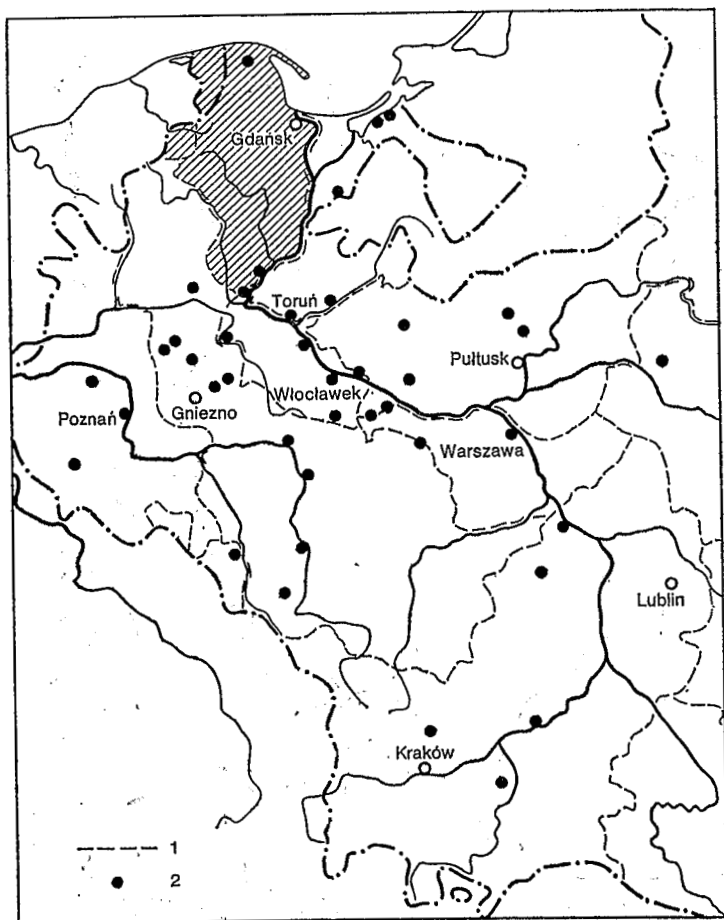 Gdańsk
Toruń
Pułtusk
Włocławek
Poznań
Gniezno
Warszawa
Lublin
Kraków
1
2